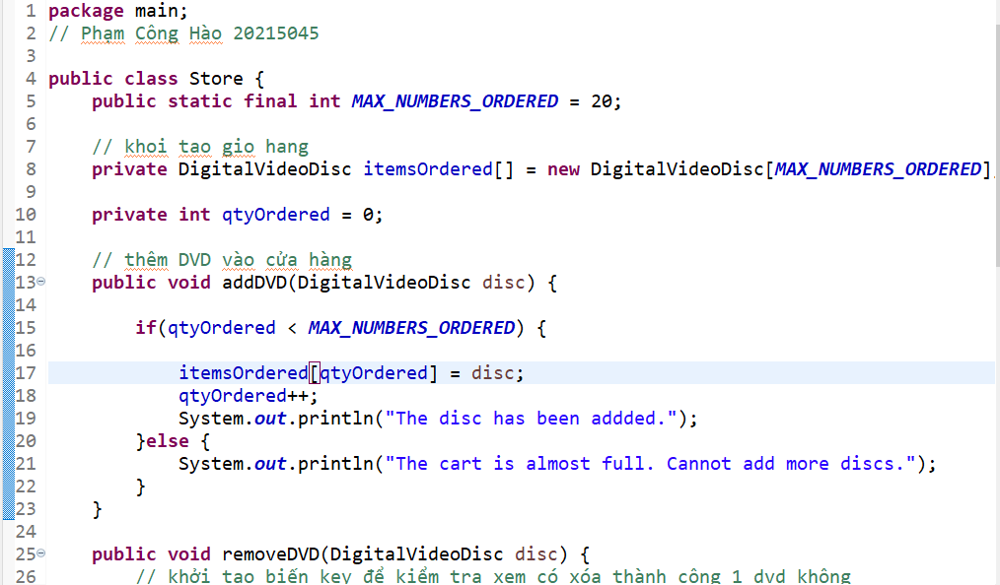 1 package main;
2 // Phạm Công Hào 20215045
3
4 public class Store {
5 public static final int MAX_NUMBERS_ORDERED = 20;
6
7 // khoi tao gio hang
8 private DigitalVideoDisc itemsOrdered[] = new DigitalVideoDisc[MAX_NUMBERS_ORDERED]
9
10 private int qtyOrdered = 0;
11
12 // thêm DVD vào cửa hàng
13 public void addDVD(DigitalVideoDisc disc) {
14
15 if(qtyOrdered < MAX_NUMBERS_ORDERED) {
16
17 itemsOrdered[qtyOrdered] = disc;
18 qtyOrdered++;
19 System.out.println("The disc has been addded.");
20 }else {
21 System.out.println("The cart is almost full. Cannot add more discs.");
22 }
23 }
24
25 public void removeDVD(DigitalVideoDisc disc) {
26 // khởi tạo biến key để kiểm tra xem có xóa thành công 1 dvd không